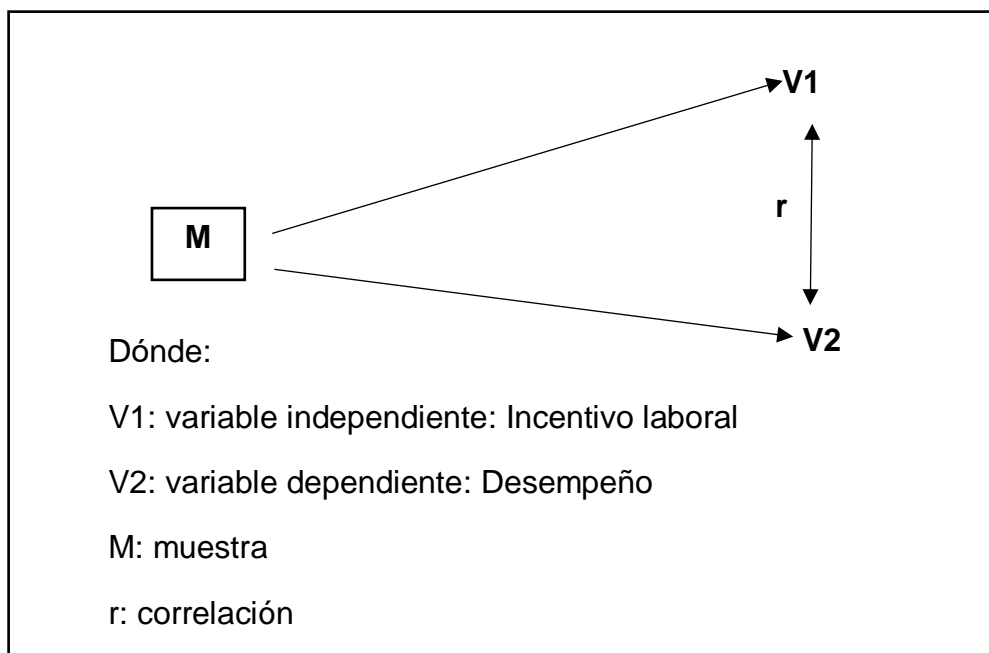 V1
r
M
V2
Dónde:
V1: variable independiente: Incentivo laboral
V2: variable dependiente: Desempeño
M: muestra
r: correlación